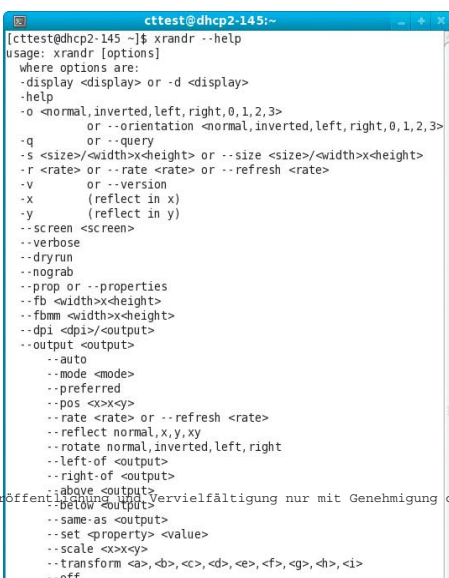 cttest@dhcp2-145:~
[cttest@dhcp2-145 ~]$ xrandr --help
usage: xrandr [options]
where options are:
-display <display> or -d <display>
-help
-o <normal,inverted,left,right,0,1,2,3>
or --orientation <normal,inverted,left,right,0,1,2,3>
-q or --query
-s <size>/<width>x<height> or --size <size>/<width>x<height>
-r <rate> or --rate <rate> or --refresh <rate>
-v or --version
-x (reflect in x)
-y (reflect in y)
--screen <screen>
--verbose
--dryrun
--nograb
--prop or --properties
--fb <width>x<height>
--fbmm <width>x<height>
--dpi <dpi>/<output>
--output <output>
--auto
--mode <mode>
--preferred
--pos <x>x<y>
--rate <rate> or --refresh <rate>
--reflect normal,x,y,xy
--rotate normal,inverted,left,right
--left-of <output>
--right-of <output>
--above <output>
röffentlichung und Vervielfältigung nur mit Genehmigung
--below <output>
--same-as <output>
--set <property> <value>
--scale <x>x<y>
--transform <a>,<b>,<c>,<d>,<e>,<f>,<g>,<h>,<i>
--off